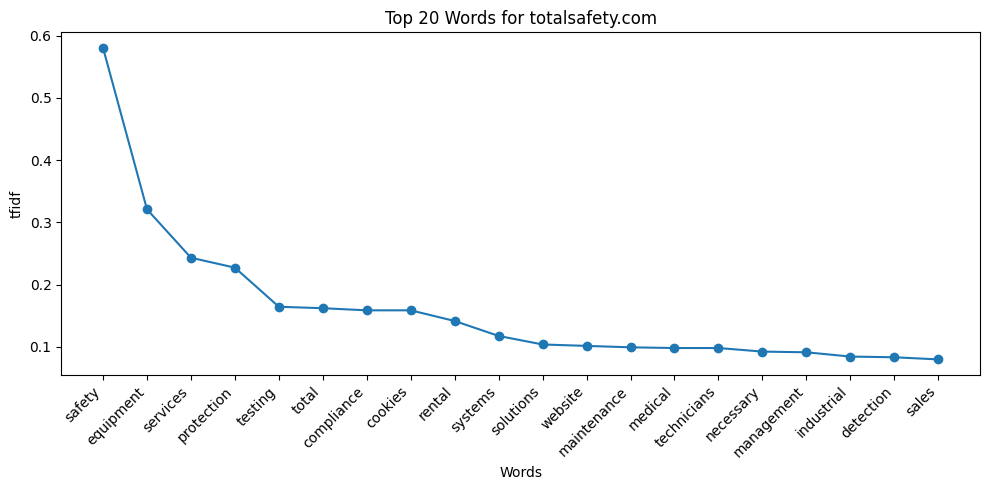 Top 20 Words for totalsafety.com
0.6
0.5
0.4
0.3
0.2
0.1
tfidf
safety
equipment
services
protection
testing
total
compliance
cookies
rental
systems
solutions
website
maintenance
medical
technicians
necessary
management
industrial
detection
sales
Words